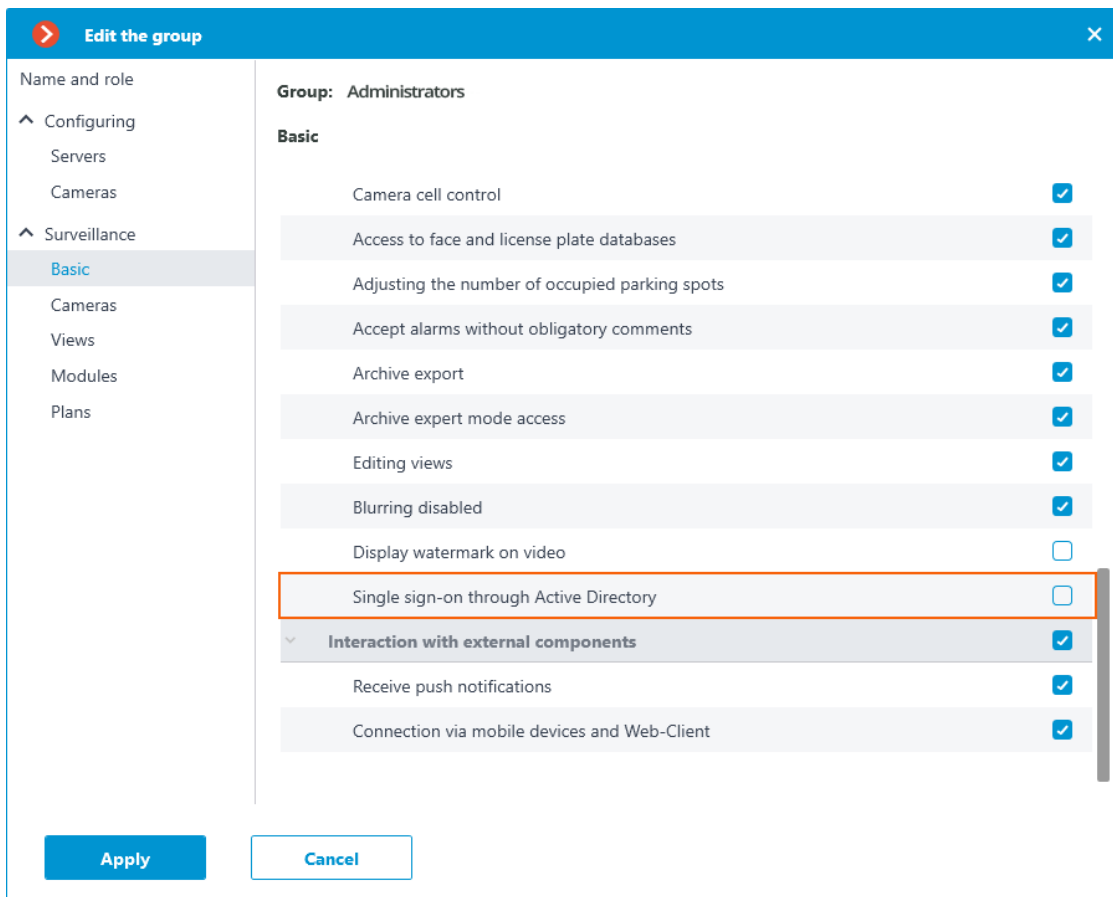 Edit the group
Name and role
Configuring
Servers
Cameras
Surveillance
Basic
Cameras
Views
Modules
Plans
Group: Administrators
Basic
Camera cell control
Access to face and license plate databases
Adjusting the number of occupied parking spots
Accept alarms without obligatory comments
Archive export
Archive expert mode access
Editing views
Blurring disabled
Display watermark on video
Single sign-on through Active Directory
Interaction with external components
Receive push notifications
Connection via mobile devices and Web-Client
Apply
Cancel